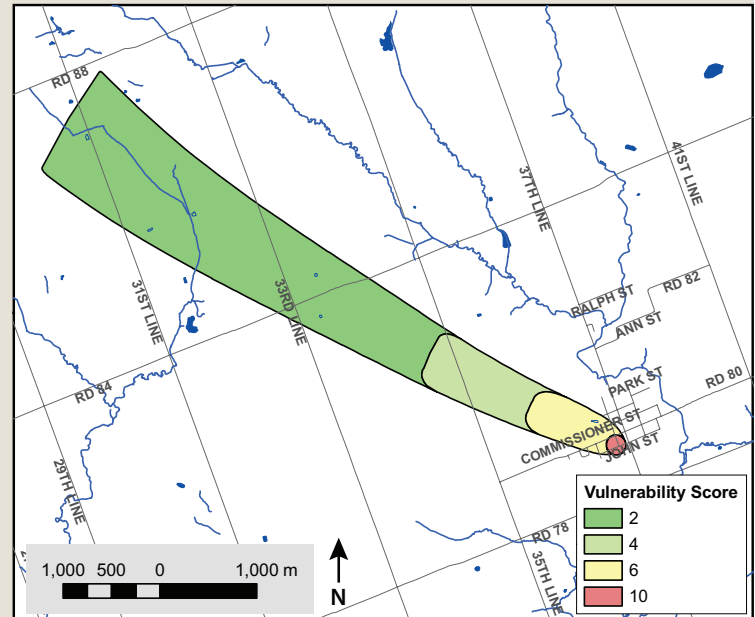 RD 88
41ST LINE
37TH LINE
31ST LINE
33RD LINE
RALPH ST
RD 82
ANN ST
RD 84
PARK ST
RD 80
COMMISSIONER ST
JOHN ST
29TH LINE
RD 78
35TH LINE
Vulnerability Score
2
4
6
10
1,000 500 0 1,000 m
N